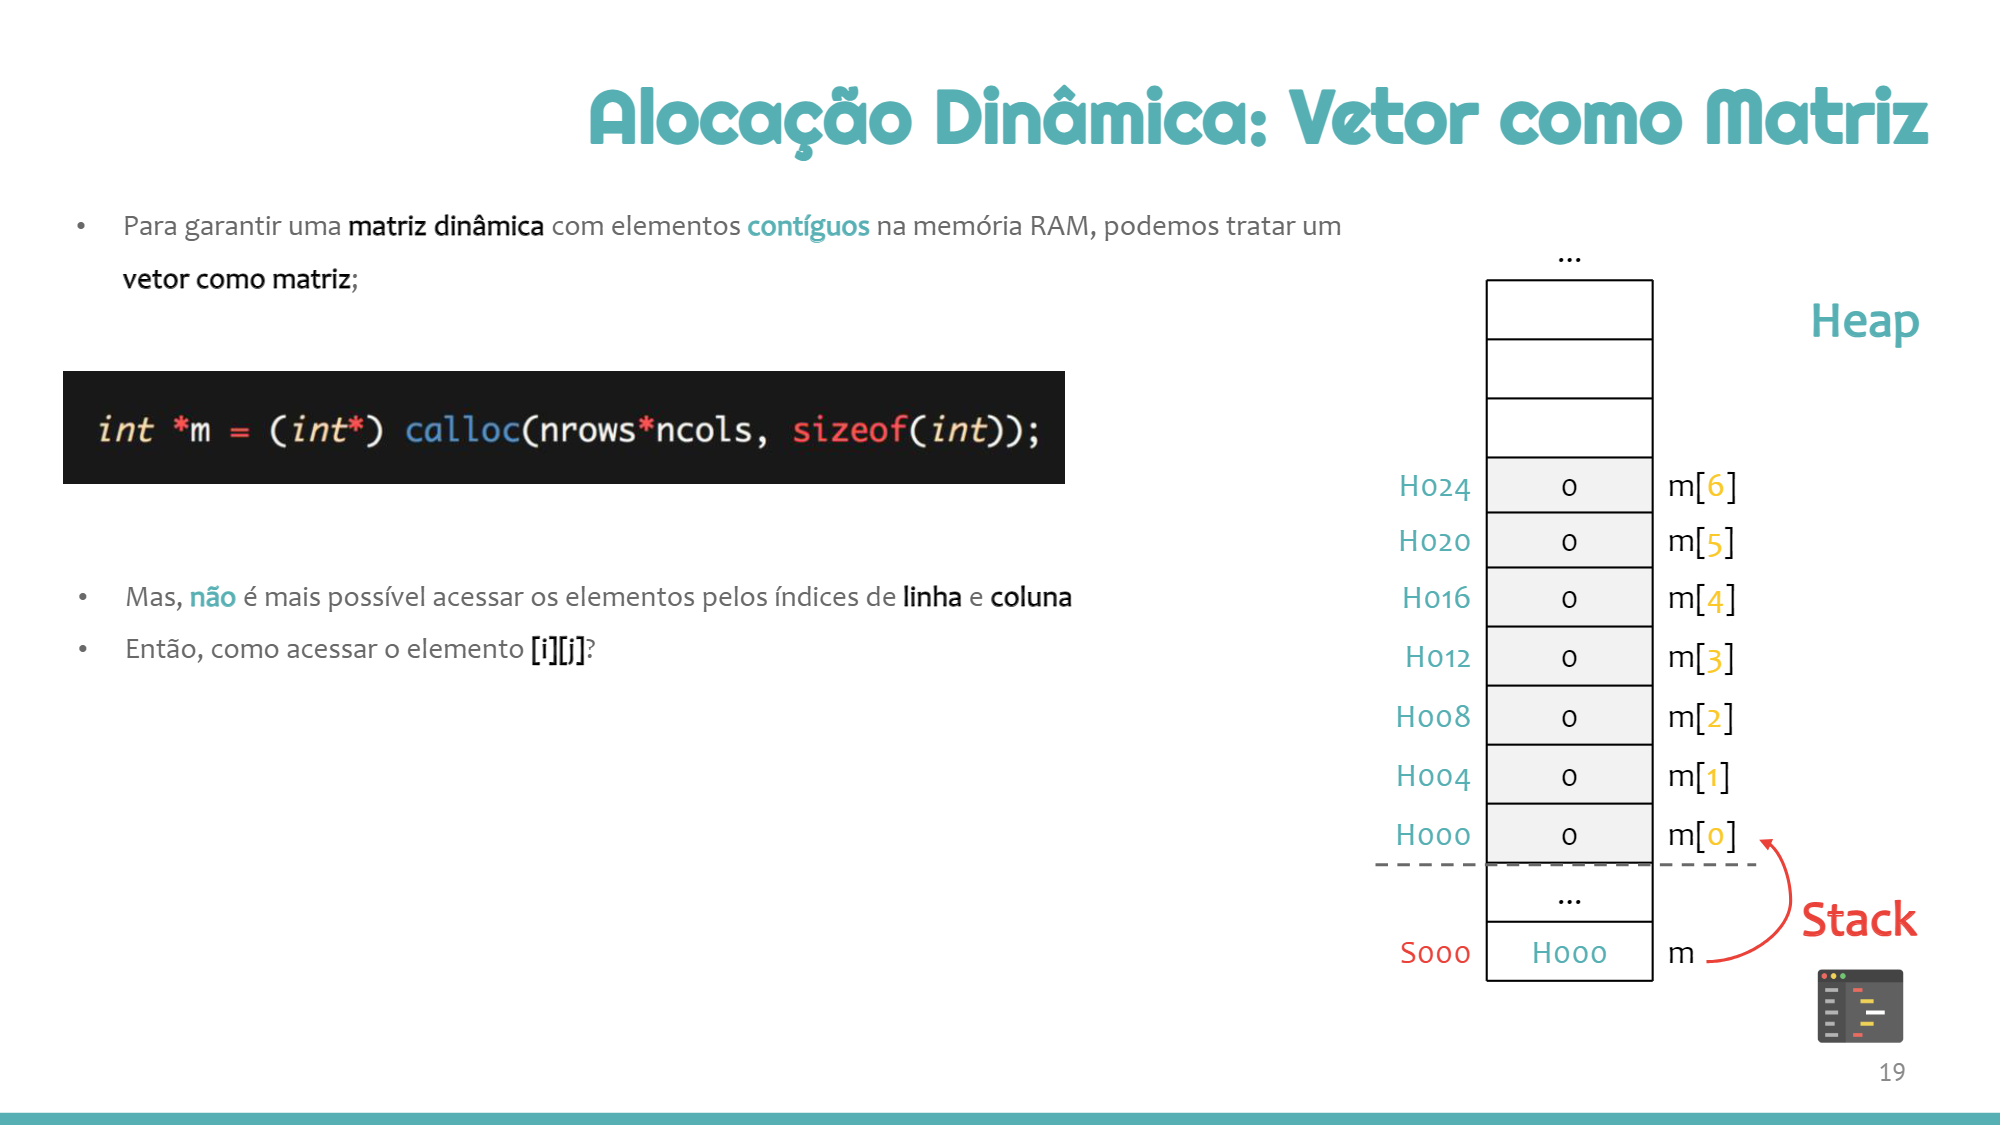 Alocação Dinâmica: Vetor como Matriz
• Para garantir uma matriz dinâmica com elementos contíguos na memória RAM, podemos tratar um
vetor como matriz;
int *m = (int*) calloc(nrows*ncols, sizeof(int));
• Mas, não é mais possível acessar os elementos pelos índices de linha e coluna
• Então, como acessar o elemento [i][j]?
...
Heap
H024 0 m[6]
H020 0 m[5]
H016 0 m[4]
H012 0 m[3]
H008 0 m[2]
H004 0 m[1]
H000 0 m[0]
...
Stack
S000 H000 m
19